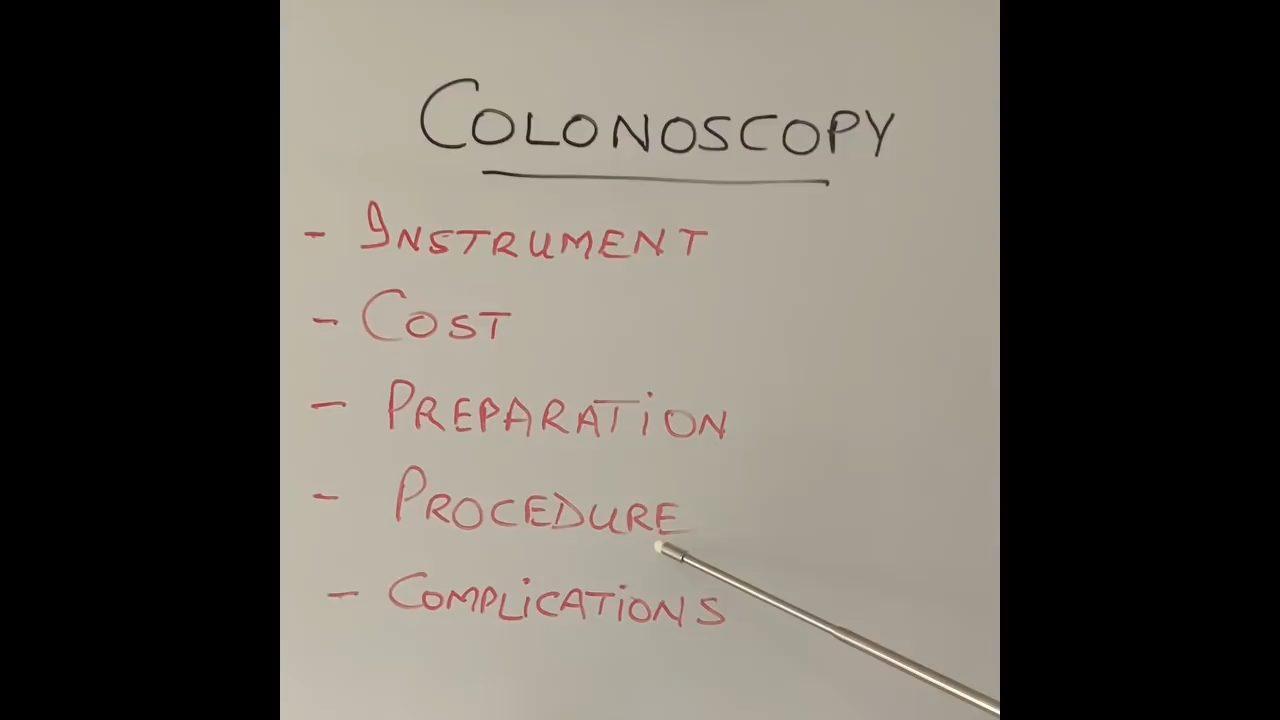 COLONOSCOPY
- INSTRUMENT
- COST
- PREPARATION
- PROCEDURE
- COMPLICATIONS